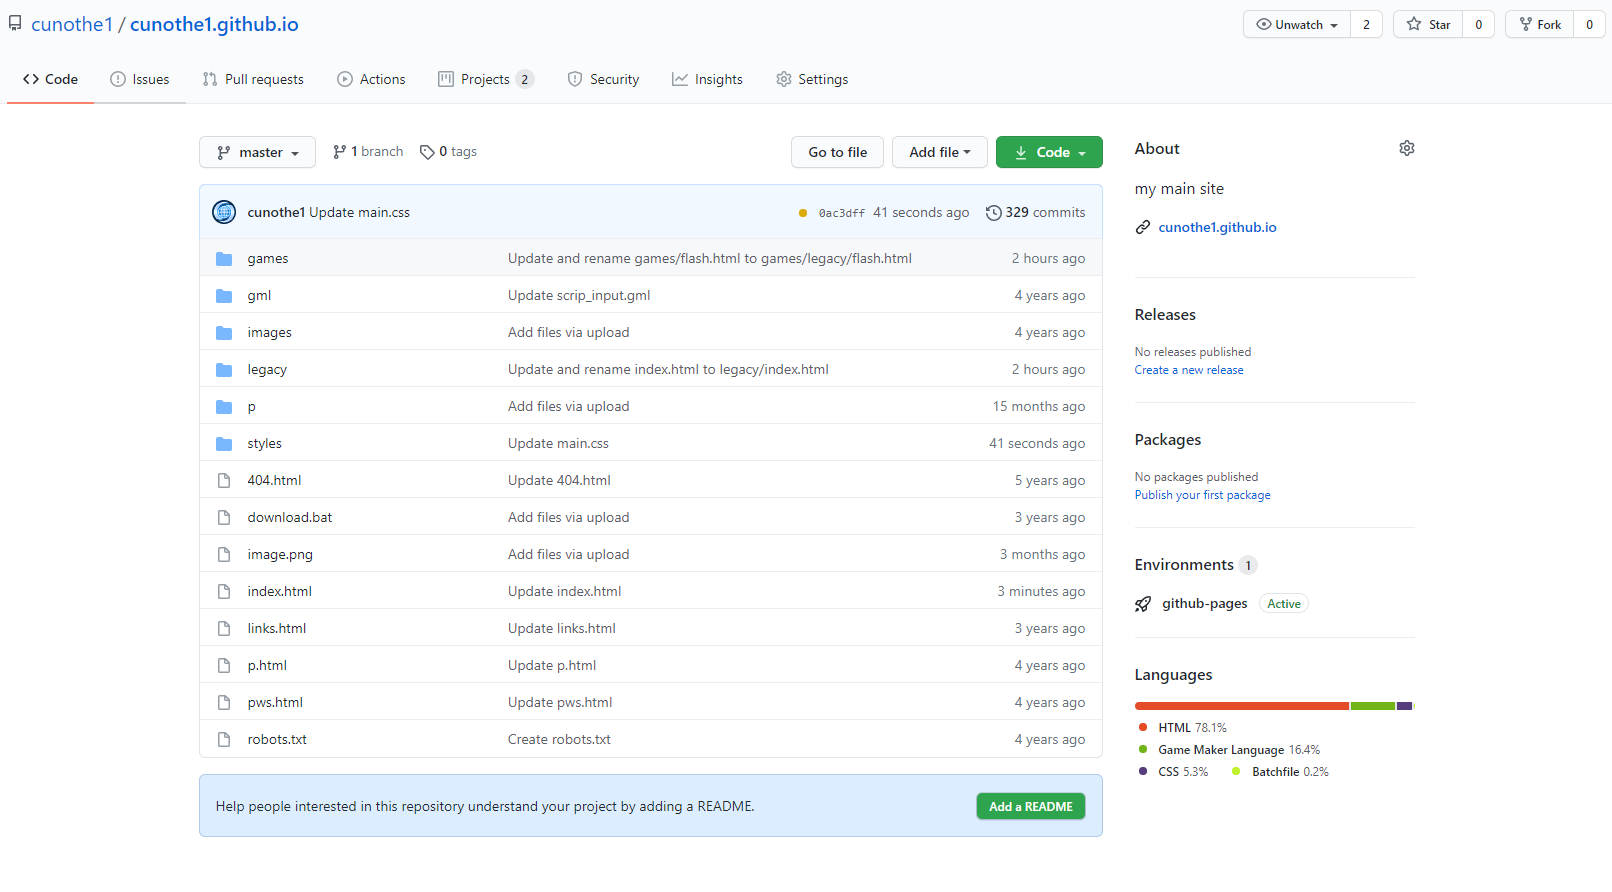 cunothe1 / cunothe1.github.io
Unwatch 2 Star 0 Fork 0
Code Issues Pull requests Actions Projects 2 Security Insights Settings
master 1 branch 0 tags Go to file Add file Code
cunothe1 Update main.css 0ac3dff 41 seconds ago 329 commits
games Update and rename games/flash.html to games/legacy/flash.html 2 hours ago
gml Update scrip_input.gml 4 years ago
images Add files via upload 4 years ago
legacy Update and rename index.html to legacy/index.html 2 hours ago
p Add files via upload 15 months ago
styles Update main.css 41 seconds ago
404.html Update 404.html 5 years ago
download.bat Add files via upload 3 years ago
image.png Add files via upload 3 months ago
index.html Update index.html 3 minutes ago
links.html Update links.html 3 years ago
p.html Update p.html 4 years ago
pws.html Update pws.html 4 years ago
robots.txt Create robots.txt 4 years ago
Help people interested in this repository understand your project by adding a README. Add a README
About
my main site
cunothe1.github.io
Releases
No releases published
Create a new release
Packages
No packages published
Publish your first package
Environments 1
github-pages Active
Languages
HTML 78.1%
Game Maker Language 16.4%
CSS 5.3% Batchfile 0.2%